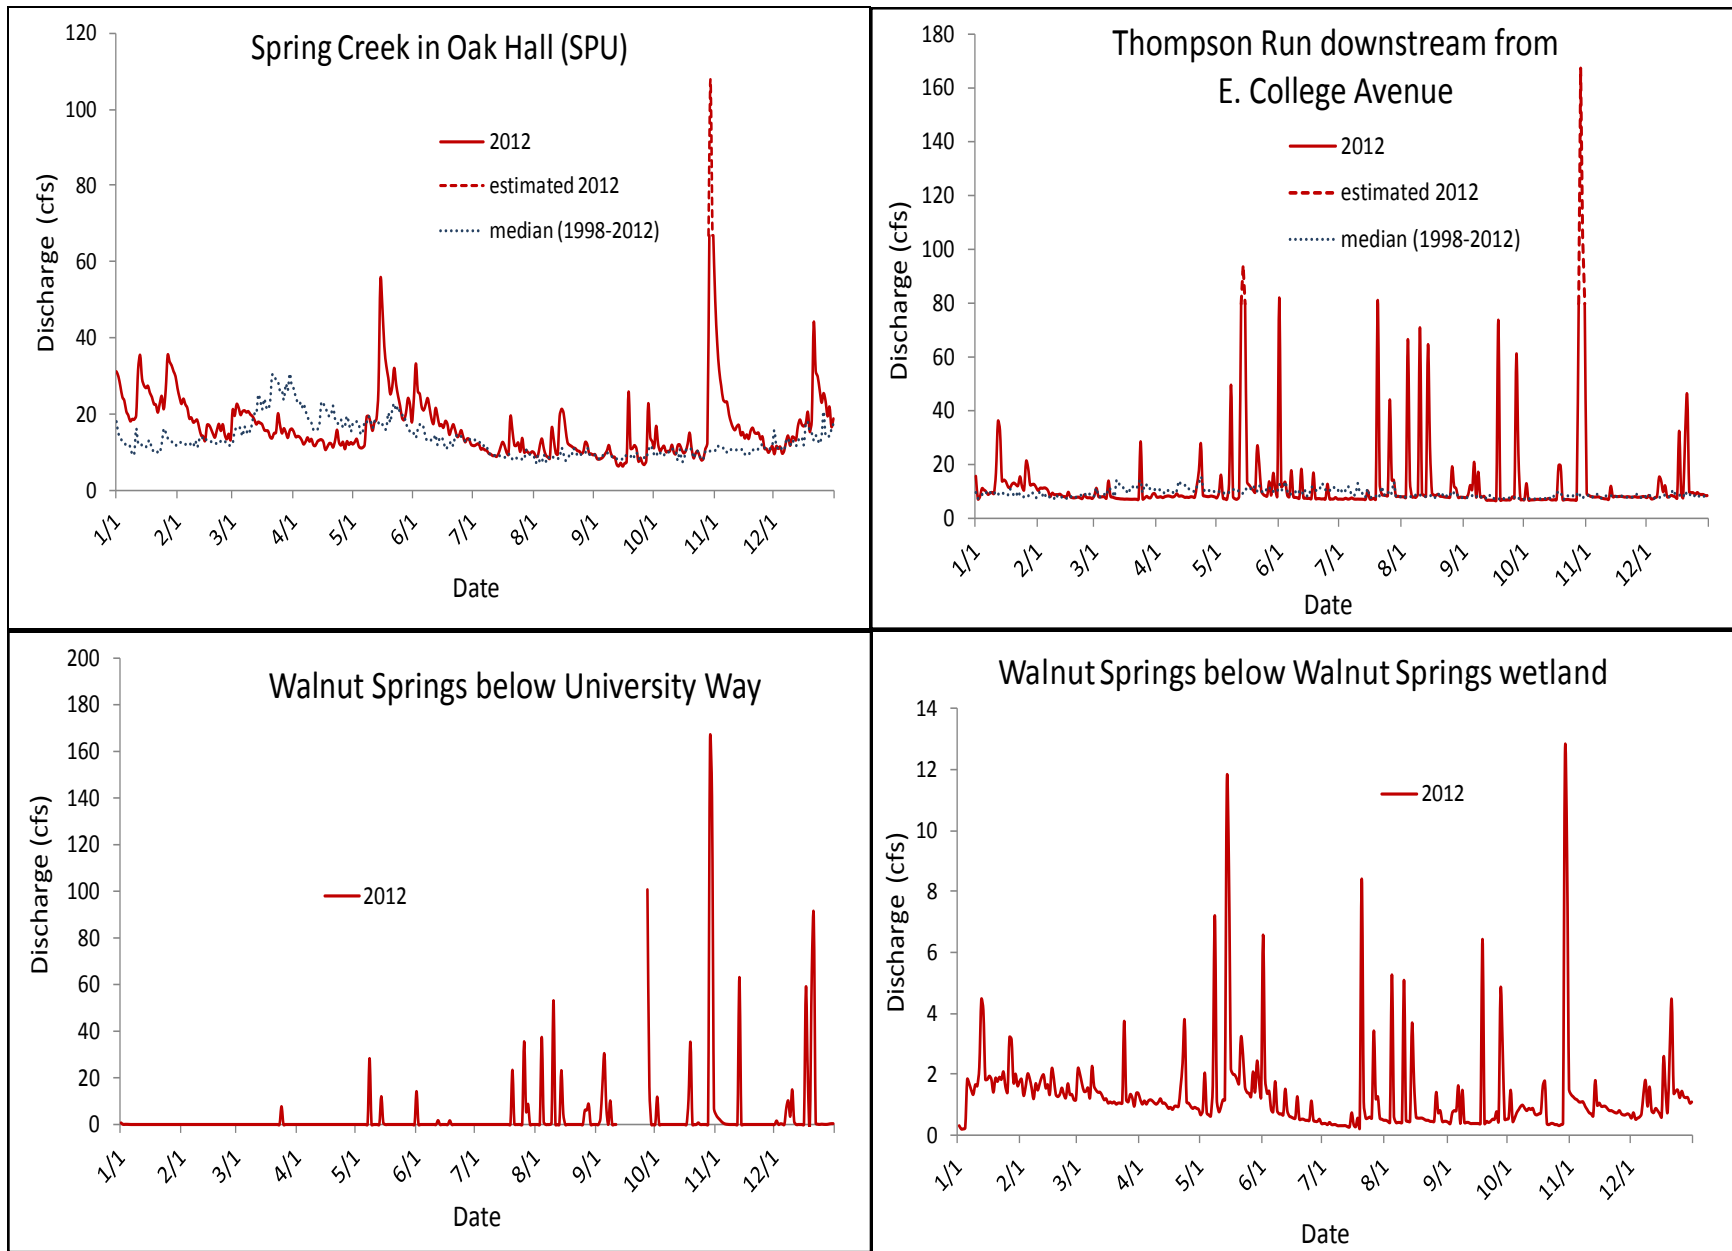 Spring Creek in Oak Hall (SPU)
120
100
80
60
40
20
0
Discharge (cfs)
2012
estimated 2012
median (1998-2012)
1/1 2/1 3/1 4/1 5/1 6/1 7/1 8/1 9/1 10/1 11/1 12/1
Date
Thompson Run downstream from
E. College Avenue
180
160
140
120
100
80
60
40
20
0
Discharge (cfs)
2012
estimated 2012
median (1998-2012)
1/1 2/1 3/1 4/1 5/1 6/1 7/1 8/1 9/1 10/1 11/1 12/1
Date
Walnut Springs below University Way
200
180
160
140
120
100
80
60
40
20
0
Discharge (cfs)
2012
1/1 2/1 3/1 4/1 5/1 6/1 7/1 8/1 9/1 10/1 11/1 12/1
Date
Walnut Springs below Walnut Springs wetland
14
12
10
8
6
4
2
0
Discharge (cfs)
2012
1/1 2/1 3/1 4/1 5/1 6/1 7/1 8/1 9/1 10/1 11/1 12/1
Date